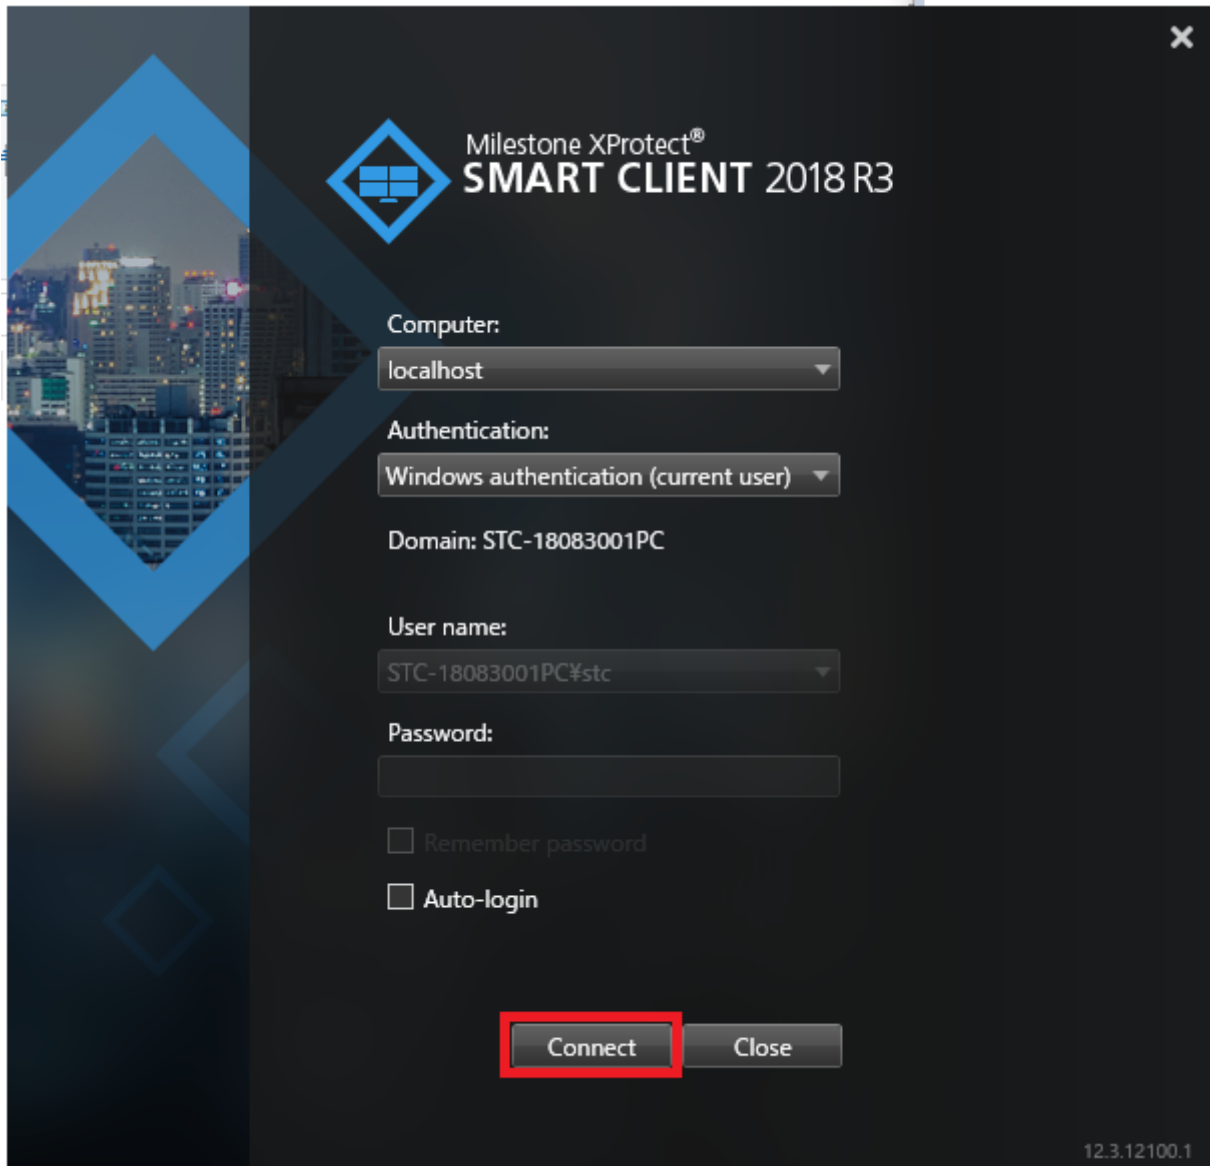 Milestone XProtect®
SMART CLIENT 2018 R3
Computer:
localhost
Authentication:
Windows authentication (current user)
Domain: STC-18083001PC
User name:
STC-18083001PC¥stc
Password:
Remember password
Auto-login
Connect
Close
12.3.12100.1